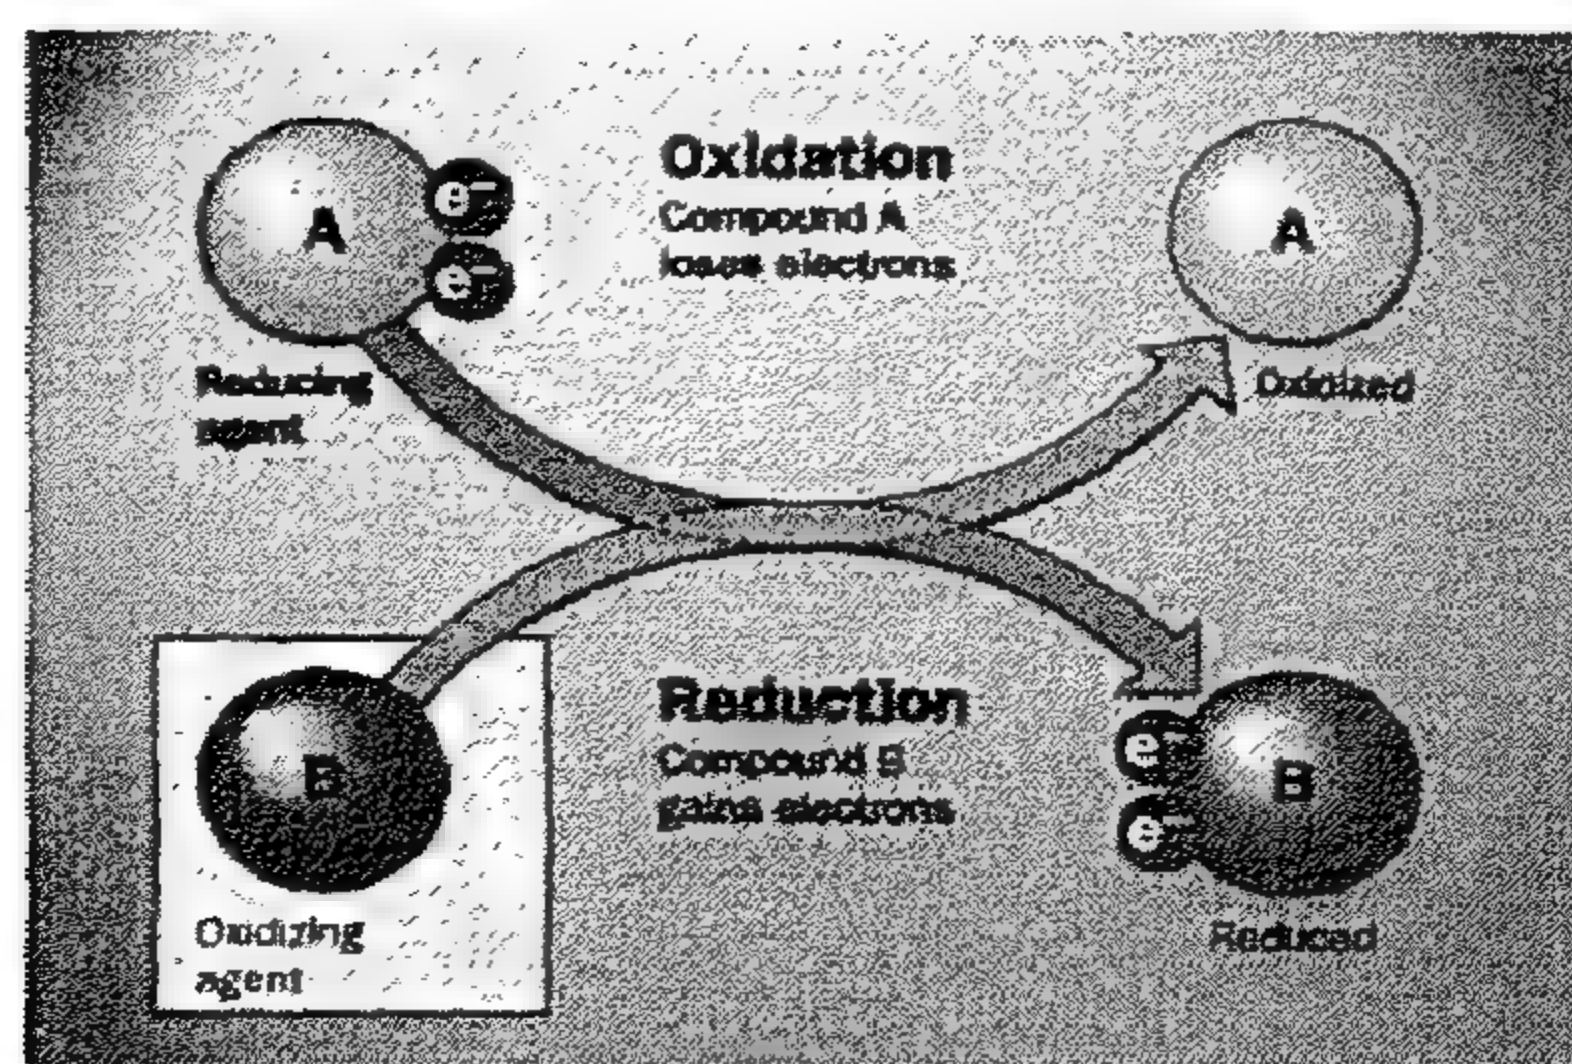 A
e−
e−
Oxidation
Compound A
loses electrons
A
Reducing
agent
Oxidized
B
Oxidizing
agent
Reduction
Compound B
gains electrons
e−
e−
B
Reduced